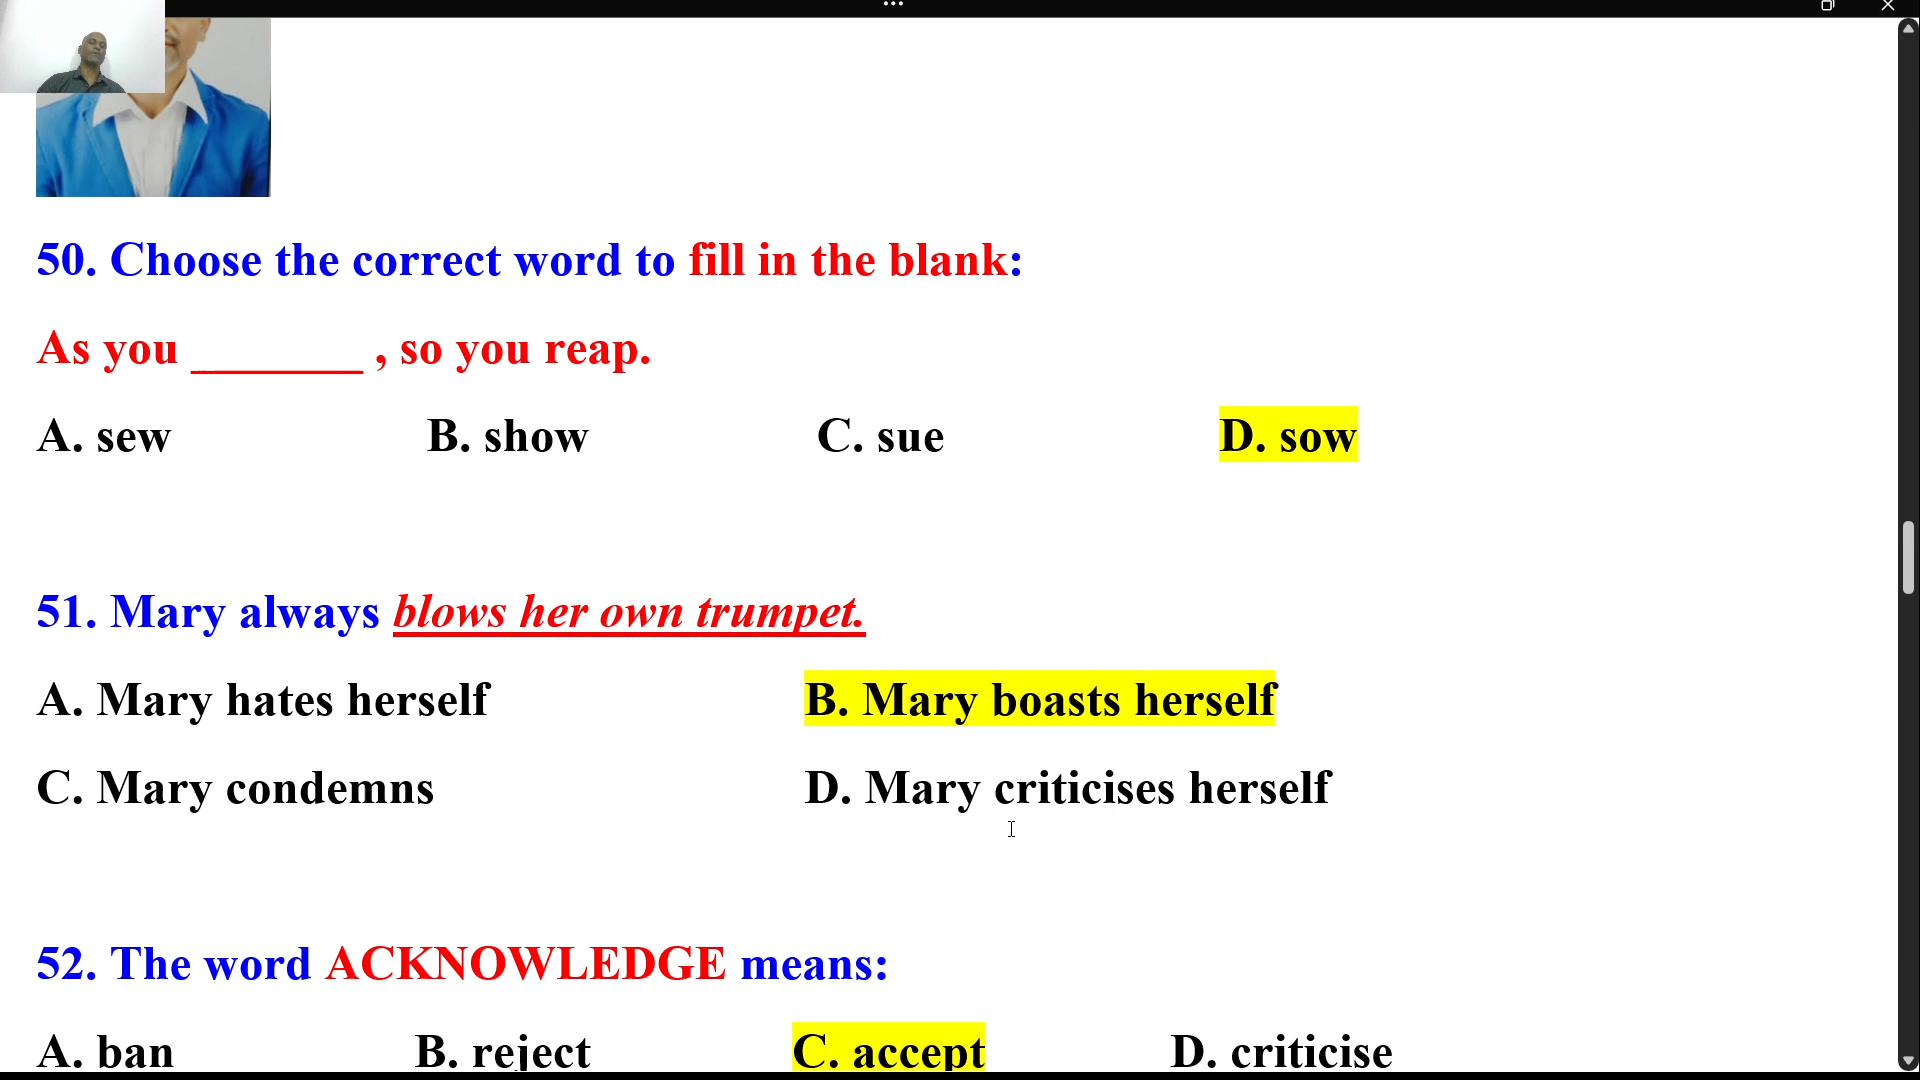 50. Choose the correct word to fill in the blank:
As you _______ , so you reap.
A. sew B. show C. sue D. sow
51. Mary always blows her own trumpet.
A. Mary hates herself B. Mary boasts herself
C. Mary condemns D. Mary criticises herself
52. The word ACKNOWLEDGE means:
A. ban B. reject C. accept D. criticise